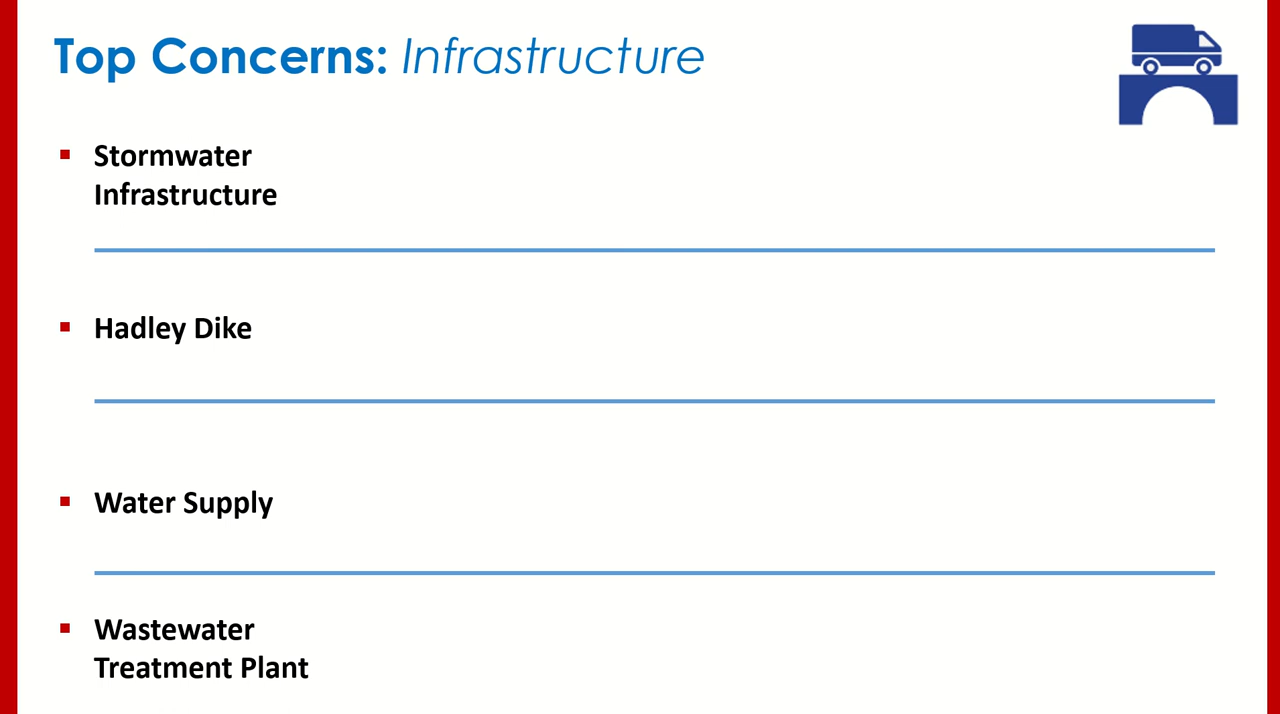 Top Concerns: Infrastructure
▪ Stormwater
Infrastructure
▪ Hadley Dike
▪ Water Supply
▪ Wastewater
Treatment Plant